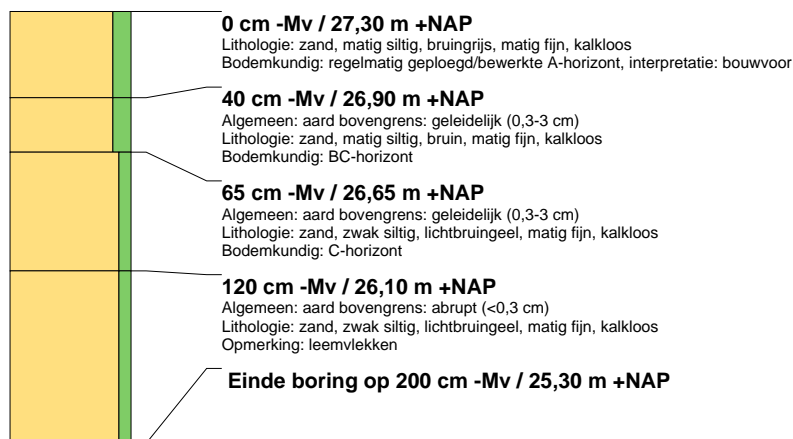 0 cm -Mv / 27,30 m +NAP
Lithologie: zand, matig siltig, bruingrijs, matig fijn, kalkloos
Bodemkundig: regelmatig geploegd/bewerkte A-horizont, interpretatie: bouwvoor
40 cm -Mv / 26,90 m +NAP
Algemeen: aard bovengrens: geleidelijk (0,3-3 cm)
Lithologie: zand, matig siltig, bruin, matig fijn, kalkloos
Bodemkundig: BC-horizont
65 cm -Mv / 26,65 m +NAP
Algemeen: aard bovengrens: geleidelijk (0,3-3 cm)
Lithologie: zand, zwak siltig, lichtbruingeel, matig fijn, kalkloos
Bodemkundig: C-horizont
120 cm -Mv / 26,10 m +NAP
Algemeen: aard bovengrens: abrupt (<0,3 cm)
Lithologie: zand, zwak siltig, lichtbruingeel, matig fijn, kalkloos
Opmerking: leemvlekken
Einde boring op 200 cm -Mv / 25,30 m +NAP